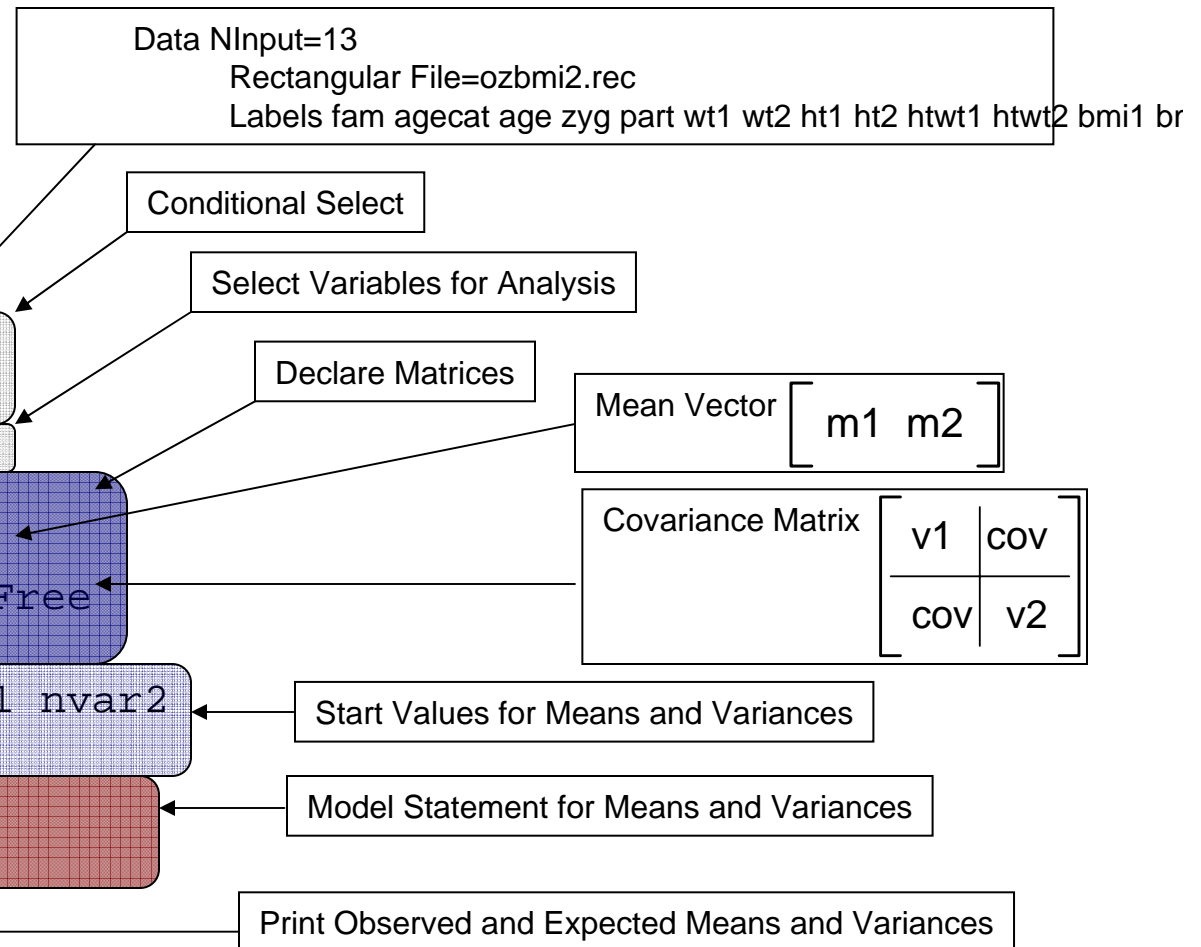 Data NInput=13
Rectangular File=ozbmi2.rec
Labels fam agecat age zyg part wt1 wt2 ht1 ht2 htwt1 htwt2 bmi1
Conditional Select
Select Variables for Analysis
Declare Matrices
Mean Vector
m1 m2
Covariance Matrix
v1 cov
cov v2
Free
nvar2
Start Values for Means and Variances
Model Statement for Means and Variances
Print Observed and Expected Means and Variances